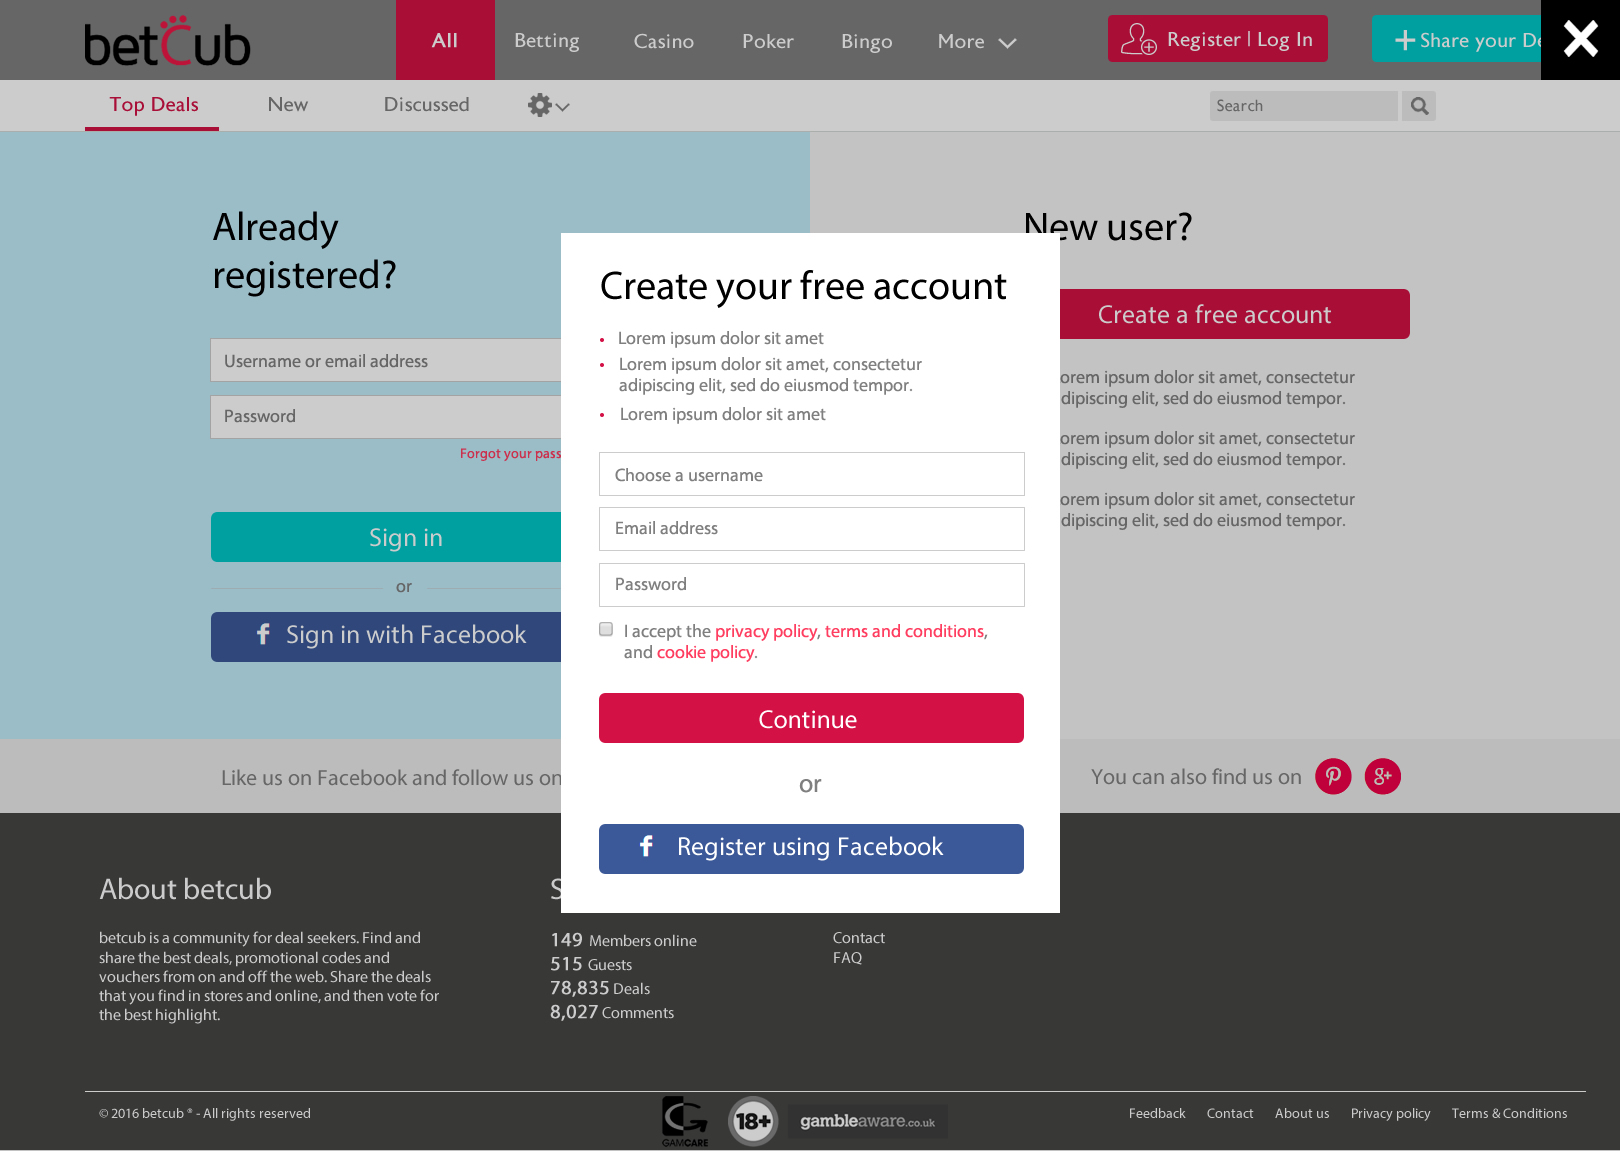 betCub
All
Betting
Casino
Poker
Bingo
More
Register | Log In
Share your De
Top Deals
New
Discussed
Search
Already
registered?
Username or email address
Password
Forgot your pass
Sign in
or
f Sign in with Facebook
Create your free account
• Lorem ipsum dolor sit amet
• Lorem ipsum dolor sit amet, consectetur
adipiscing elit, sed do eiusmod tempor.
• Lorem ipsum dolor sit amet
Choose a username
Email address
Password
I accept the privacy policy, terms and conditions,
and cookie policy.
Continue
or
f Register using Facebook
New user?
Create a free account
orem ipsum dolor sit amet, consectetur
dipiscing elit, sed do eiusmod tempor.
orem ipsum dolor sit amet, consectetur
dipiscing elit, sed do eiusmod tempor.
orem ipsum dolor sit amet, consectetur
dipiscing elit, sed do eiusmod tempor.
Like us on Facebook and follow us on
You can also find us on
g+
About betcub
betcub is a community for deal seekers. Find and
share the best deals, promotional codes and
vouchers from on and off the web. Share the deals
that you find in stores and online, and then vote for
the best highlight.
S
149 Members online
515 Guests
78,835 Deals
8,027 Comments
Contact
FAQ
© 2016 betcub ® - All rights reserved
GAMCARE
18+
gambleaware.co.uk
Feedback
Contact
About us
Privacy policy
Terms & Conditions